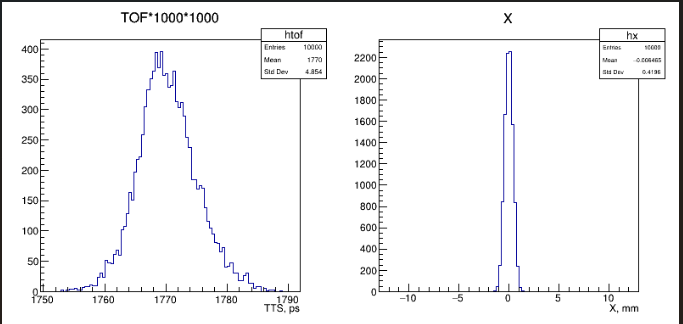 TOF*1000*1000
htof
Entries 10000
Mean 1770
Std Dev 4.854
400
350
300
250
200
150
100
50
0
1750 1760 1770 1780 1790
TTS, ps
X
hx
Entries 10000
Mean -0.006465
Std Dev 0.4196
2200
2000
1800
1600
1400
1200
1000
800
600
400
200
0
-10 -5 0 5 10
X, mm